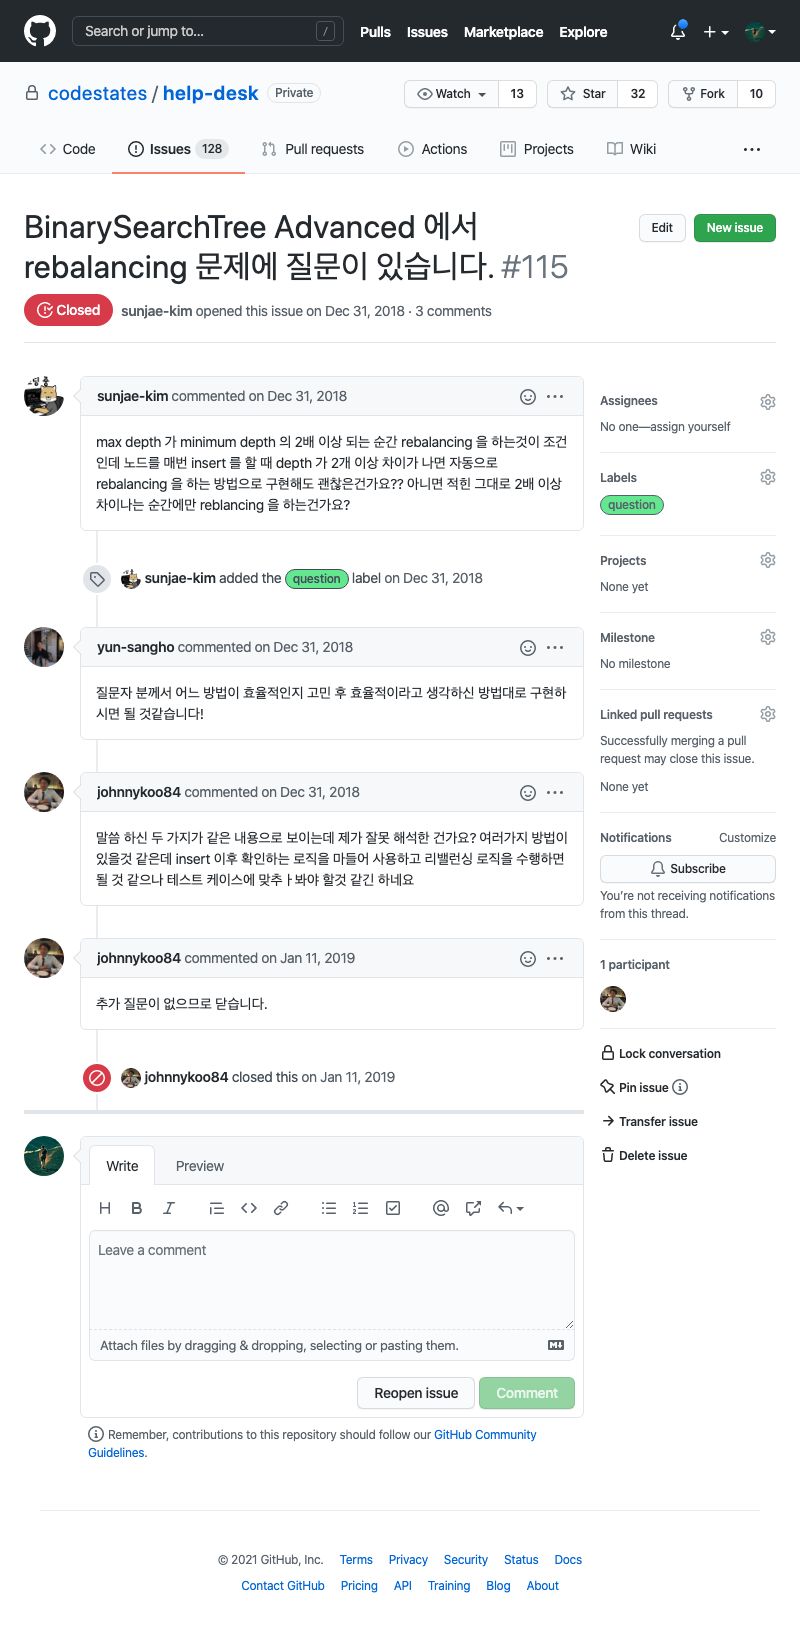 Search or jump to... /
Pulls Issues Marketplace Explore
codestates / help-desk Private
Watch 13 Star 32 Fork 10
Code Issues 128 Pull requests Actions Projects Wiki
BinarySearchTree Advanced 에서
rebalancing 문제에 질문이 있습니다. #115
Edit New issue
Closed sunjae-kim opened this issue on Dec 31, 2018 · 3 comments
sunjae-kim commented on Dec 31, 2018
max depth 가 minimum depth 의 2배 이상 되는 순간 rebalancing 을 하는것이 조건
인데 노드를 매번 insert 를 할 때 depth 가 2개 이상 차이가 나면 자동으로
rebalancing 을 하는 방법으로 구현해도 괜찮은건가요?? 아니면 적힌 그대로 2배 이상
차이나는 순간에만 reblancing 을 하는건가요?
sunjae-kim added the question label on Dec 31, 2018
yun-sangho commented on Dec 31, 2018
질문자 분께서 어느 방법이 효율적인지 고민 후 효율적이라고 생각하신 방법대로 구현하
시면 될 것같습니다!
johnnykoo84 commented on Dec 31, 2018
말씀 하신 두 가지가 같은 내용으로 보이는데 제가 잘못 해석한 건가요? 여러가지 방법이
있을것 같은데 insert 이후 확인하는 로직을 마들어 사용하고 리밸런싱 로직을 수행하면
될 것 같으나 테스트 케이스에 맞추ㅏ봐야 할것 같긴 하네요
johnnykoo84 commented on Jan 11, 2019
추가 질문이 없으므로 닫습니다.
johnnykoo84 closed this on Jan 11, 2019
Write Preview
H B I
Leave a comment
Attach files by dragging & dropping, selecting or pasting them.
Reopen issue Comment
Remember, contributions to this repository should follow our GitHub Community
Guidelines.
Assignees
No one—assign yourself
Labels
question
Projects
None yet
Milestone
No milestone
Linked pull requests
Successfully merging a pull
request may close this issue.
None yet
Notifications Customize
Subscribe
You're not receiving notifications
from this thread.
1 participant
Lock conversation
Pin issue
Transfer issue
Delete issue
© 2021 GitHub, Inc. Terms Privacy Security Status Docs
Contact GitHub Pricing API Training Blog About